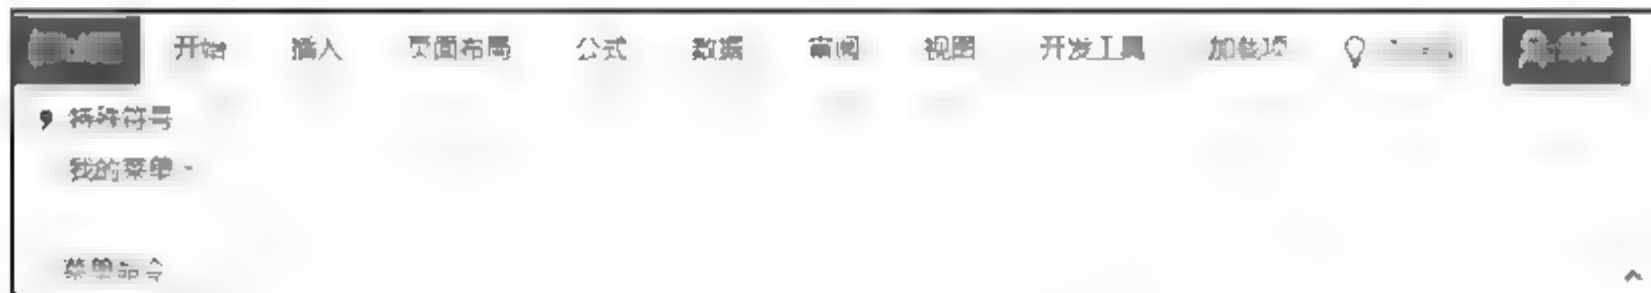 开始 插入 页面布局 公式 数据 审阅 视图 开发工具 加载项
特殊符号
我的菜单
菜单命令